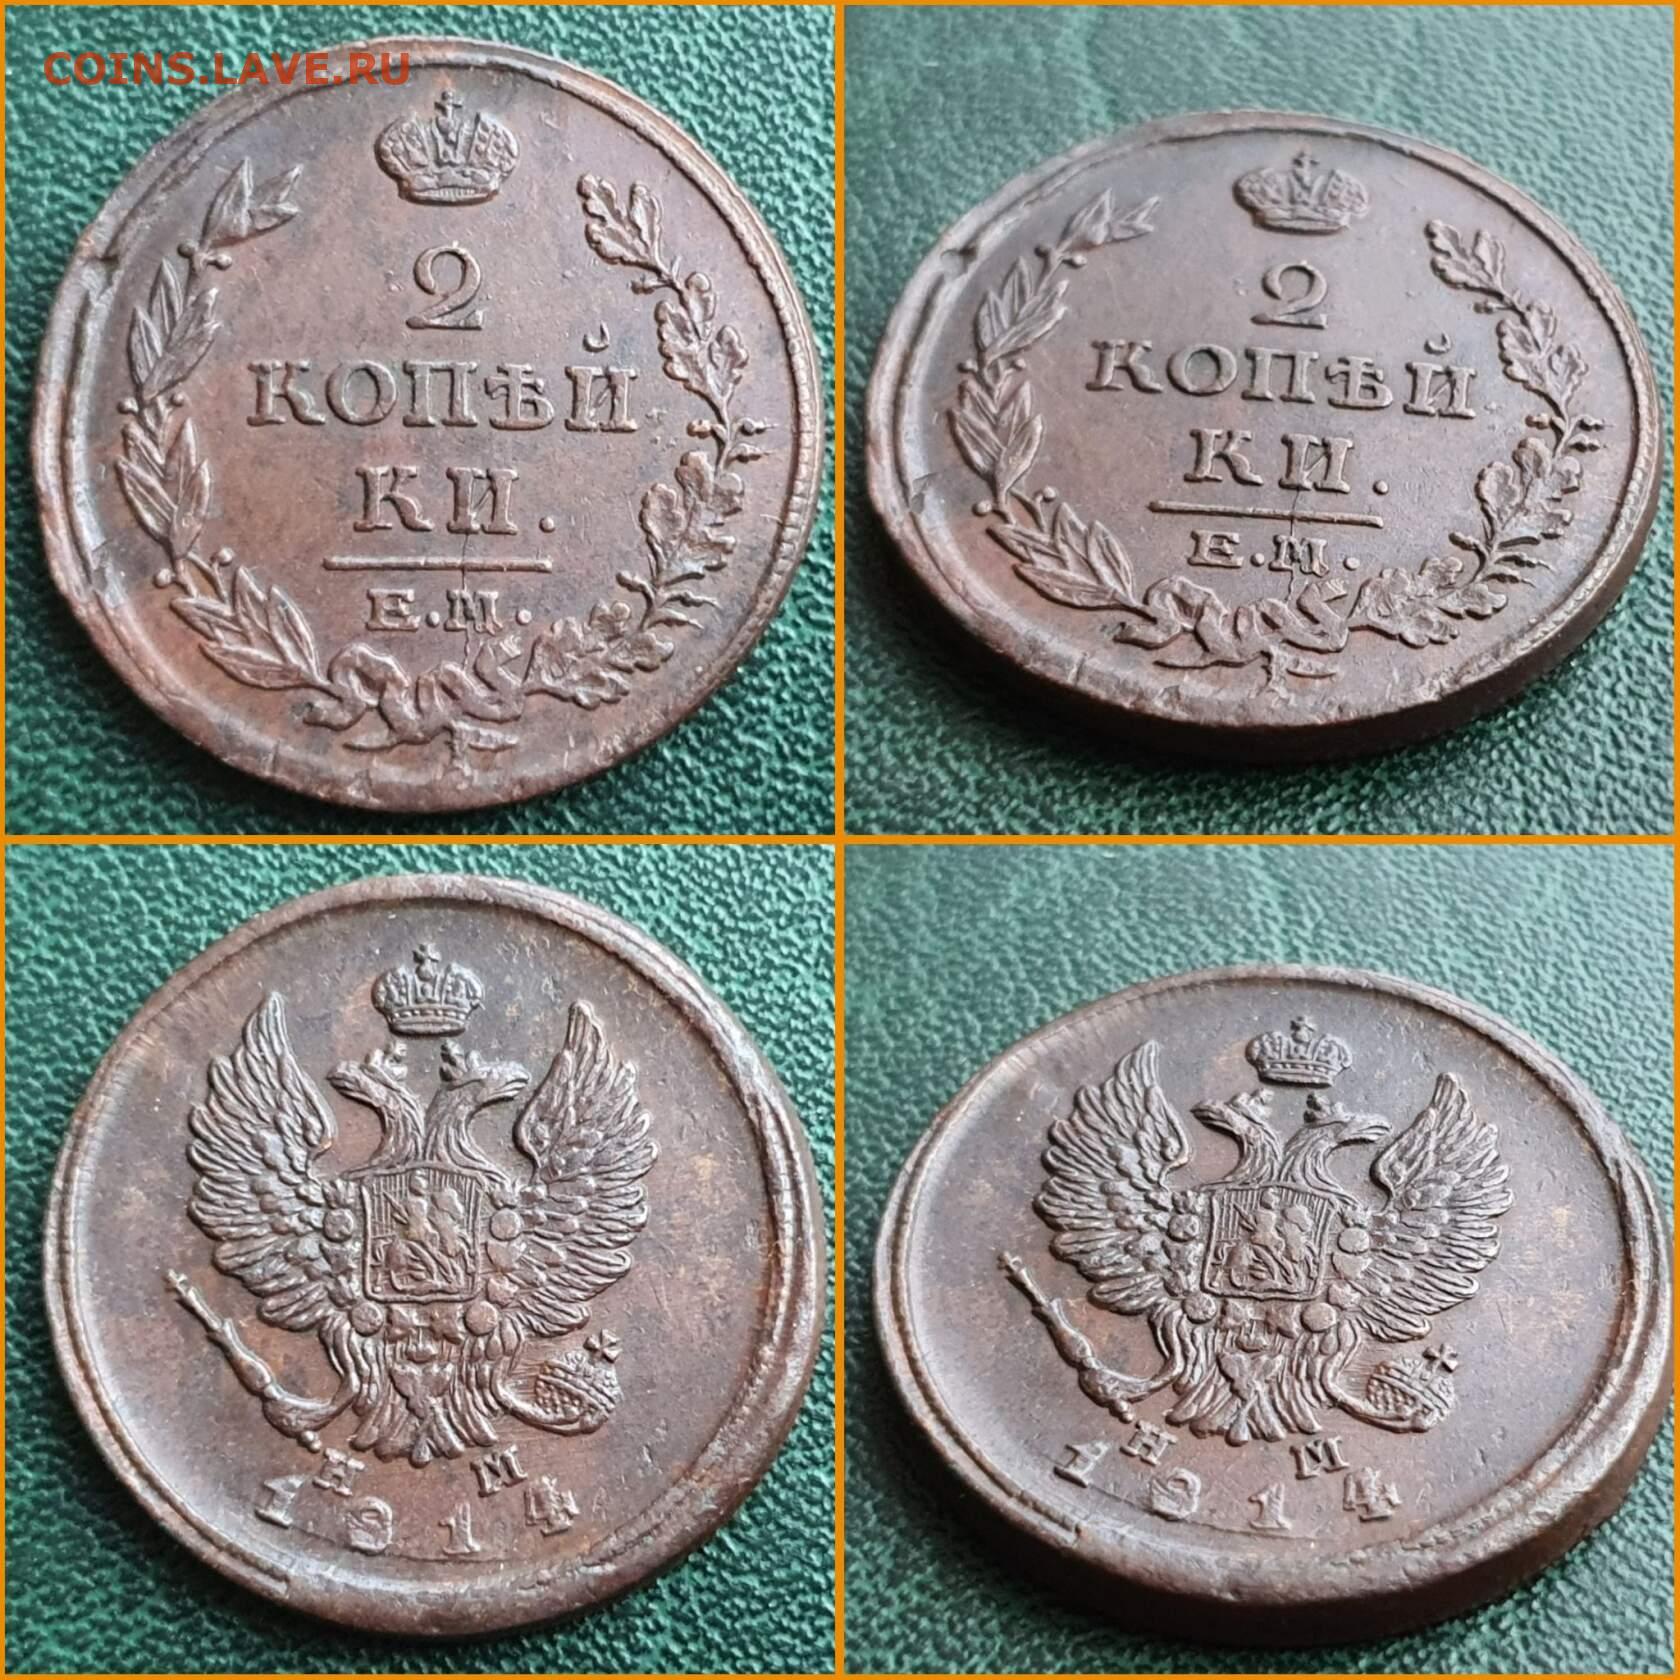 COINS.LAVE.RU
2
КОПѢЙ
КИ.
Е.М.
2
КОПѢЙ
КИ.
Е.М.
Н М
1814
Н М
1814